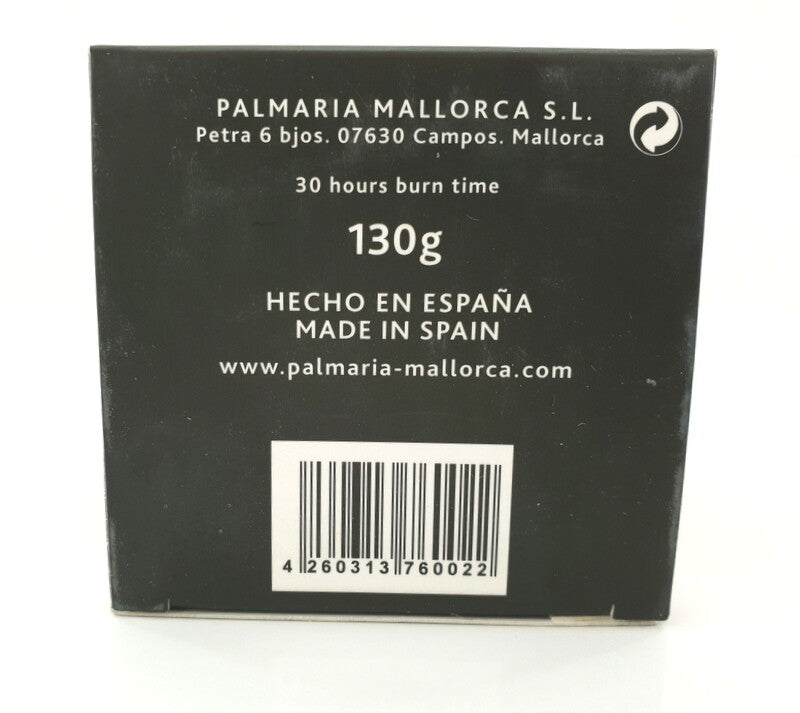 PALMARIA MALLORCA S.L.
Petra 6 bjos. 07630 Campos. Mallorca
30 hours burn time
130g
HECHO EN ESPAÑA
MADE IN SPAIN
www.palmaria-mallorca.com
4 260313 760022